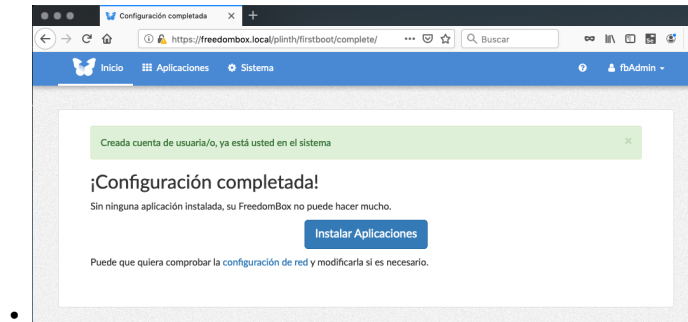 Configuración completada
https://freedombox.local/plinth/firstboot/complete/
Buscar
Inicio Aplicaciones Sistema fbAdmin
Creada cuenta de usuaria/o, ya está usted en el sistema
¡Configuración completada!
Sin ninguna aplicación instalada, su FreedomBox no puede hacer mucho.
Instalar Aplicaciones
Puede que quiera comprobar la configuración de red y modificarla si es necesario.